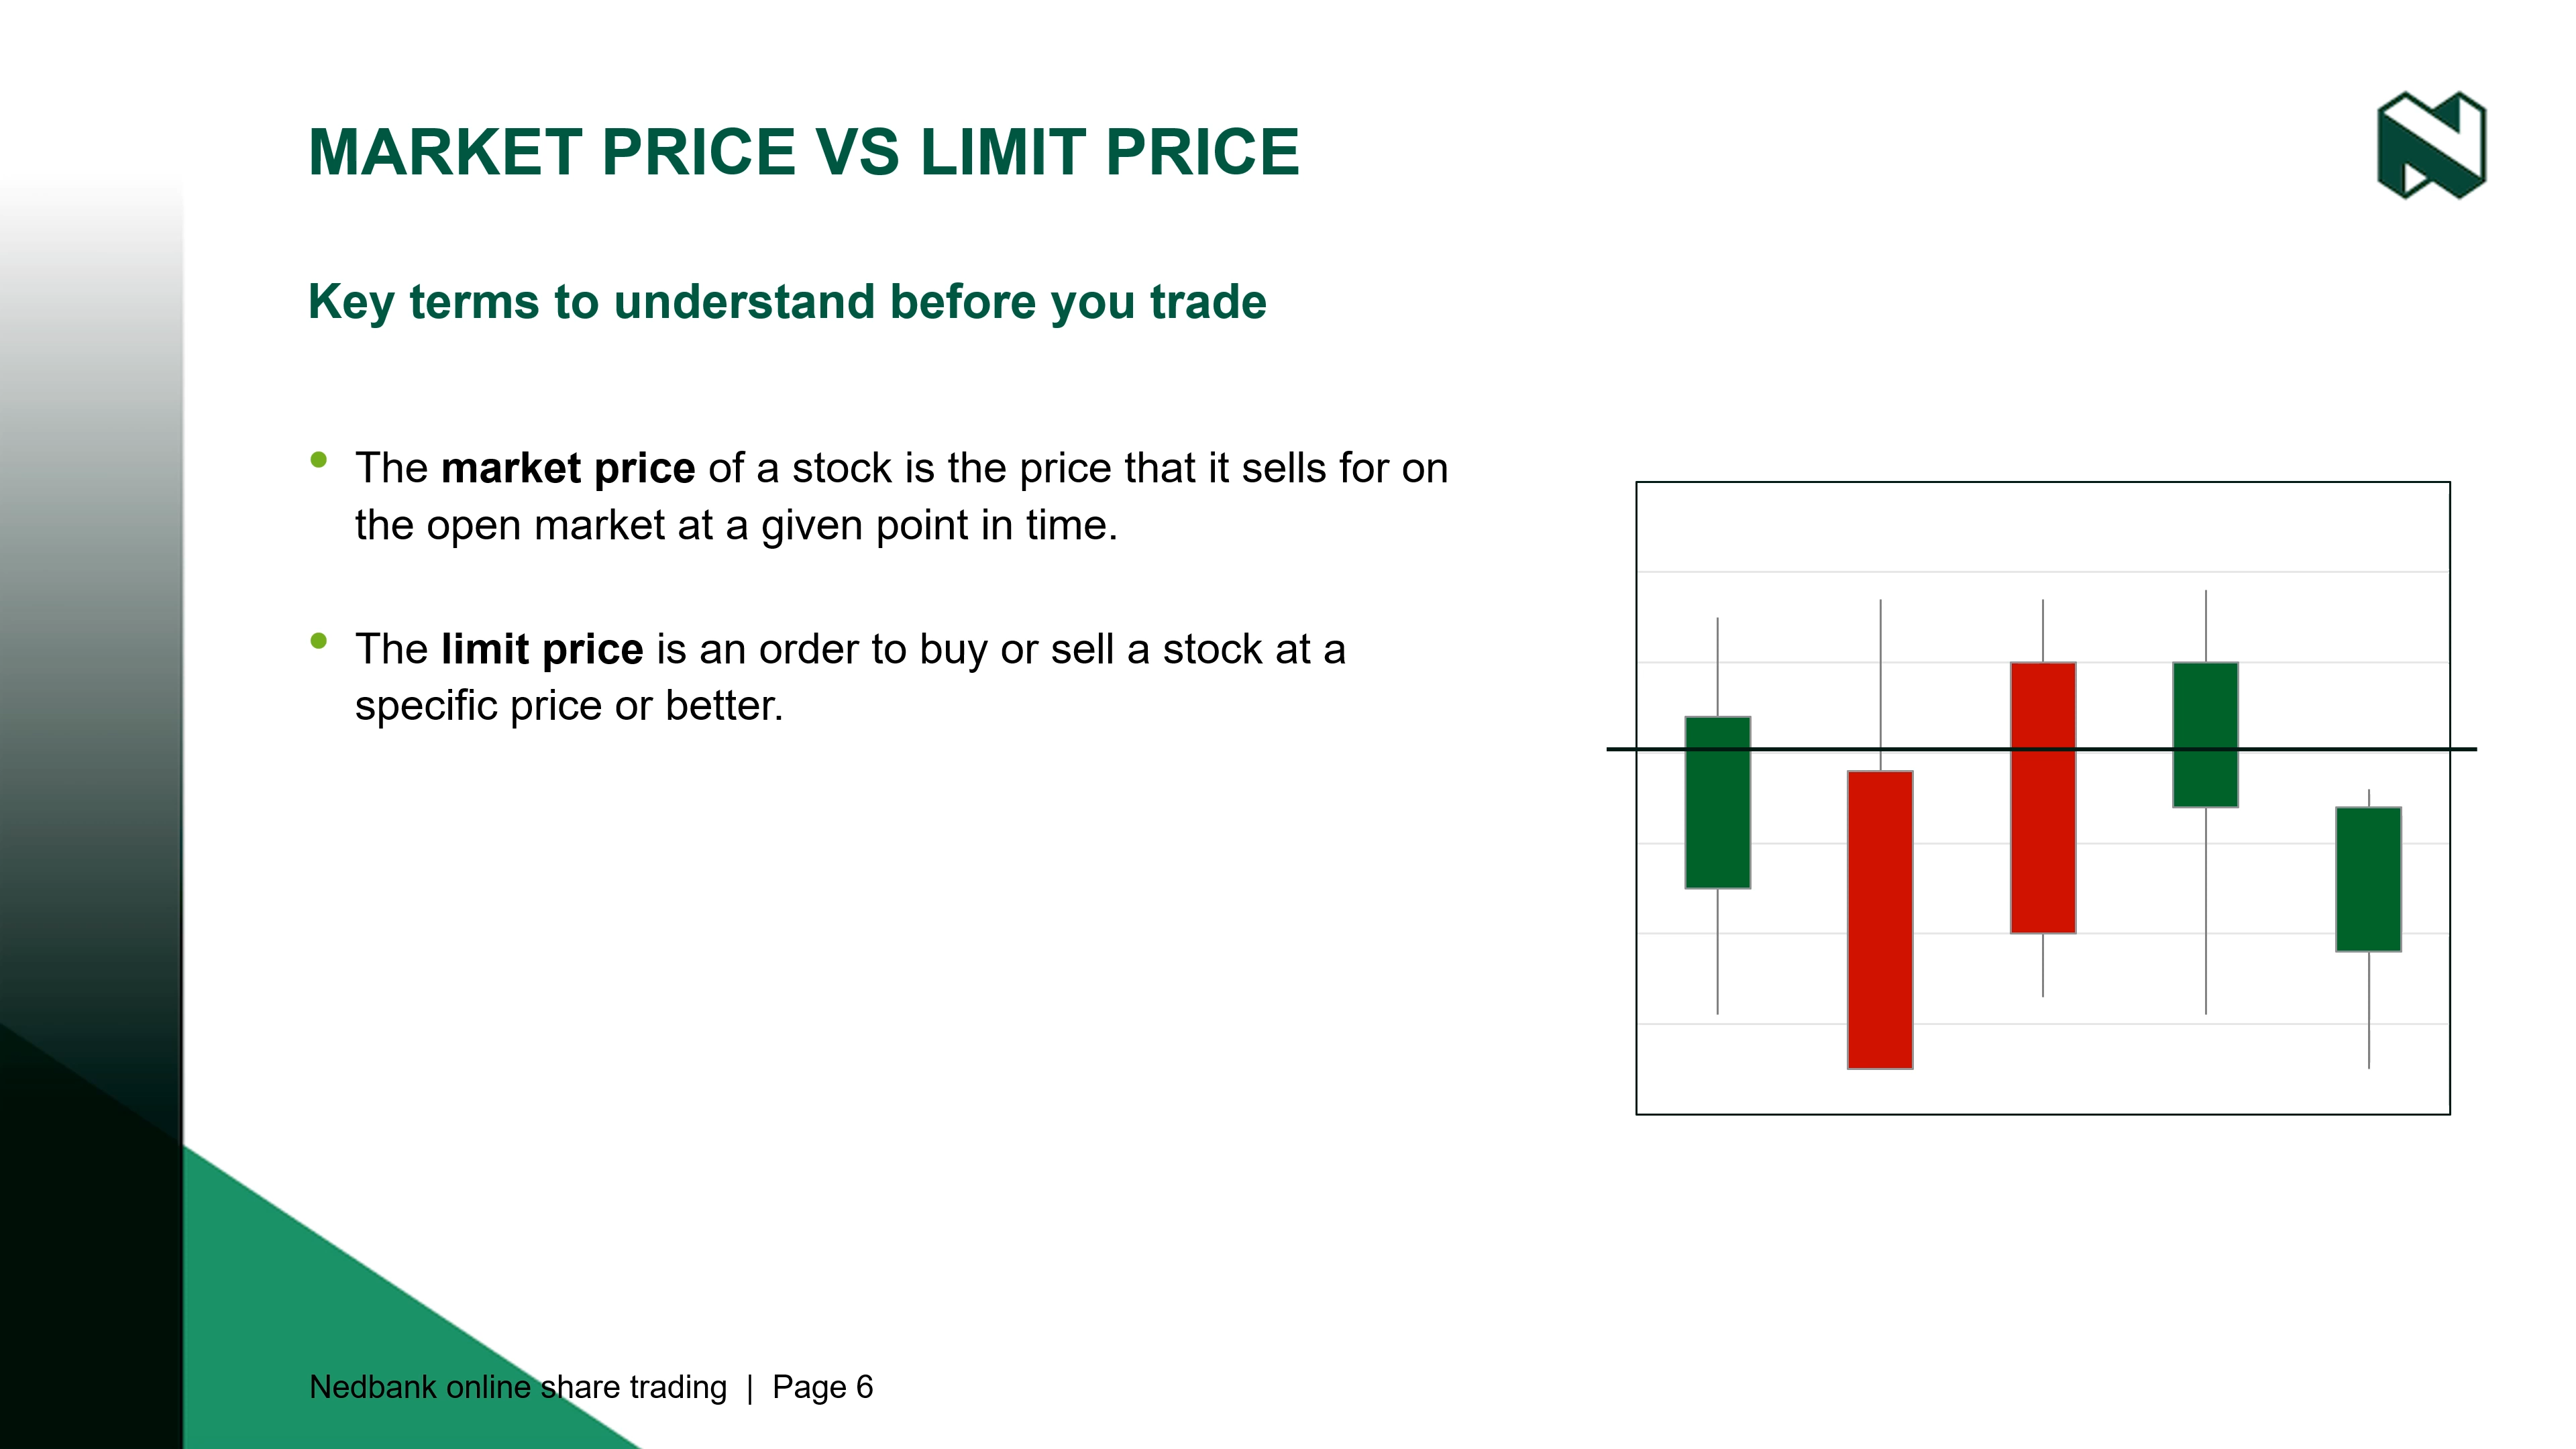 MARKET PRICE VS LIMIT PRICE
Key terms to understand before you trade
• The market price of a stock is the price that it sells for on
the open market at a given point in time.
• The limit price is an order to buy or sell a stock at a
specific price or better.
Nedbank online share trading | Page 6